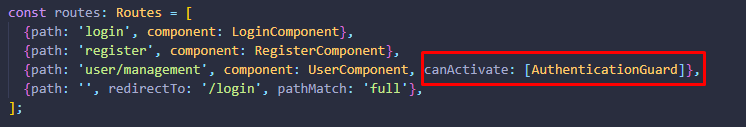 const routes: Routes = [
{path: 'login', component: LoginComponent},
{path: 'register', component: RegisterComponent},
{path: 'user/management', component: UserComponent, canActivate: [AuthenticationGuard]},
{path: '', redirectTo: '/login', pathMatch: 'full'},
];